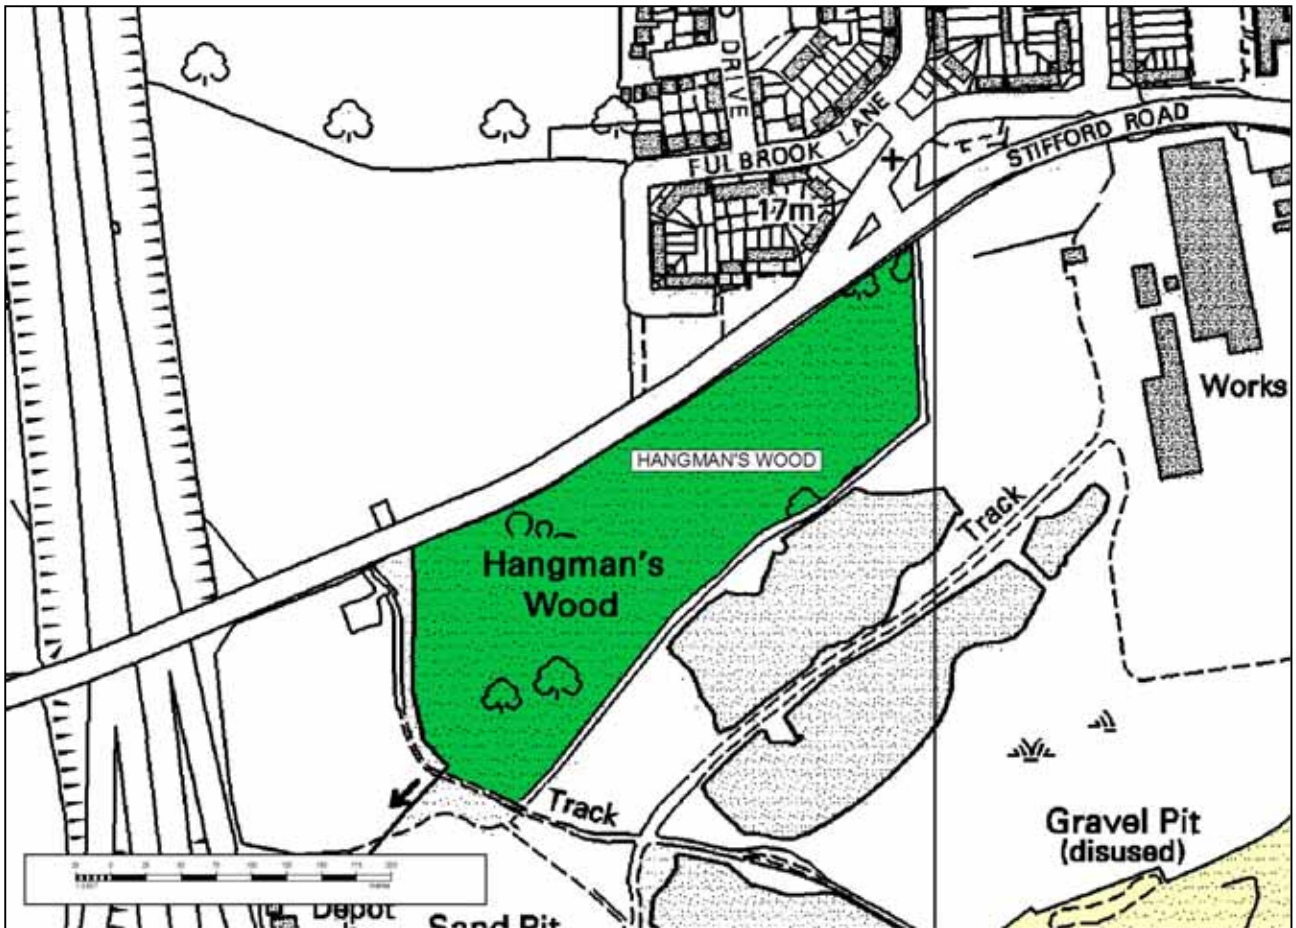 DRIVE
FULBROOK LANE
STIFFORD ROAD
17m
Works
HANGMAN'S WOOD
Track
Hangman's
Wood
Track
Gravel Pit
(disused)
Depot
Sand Pit